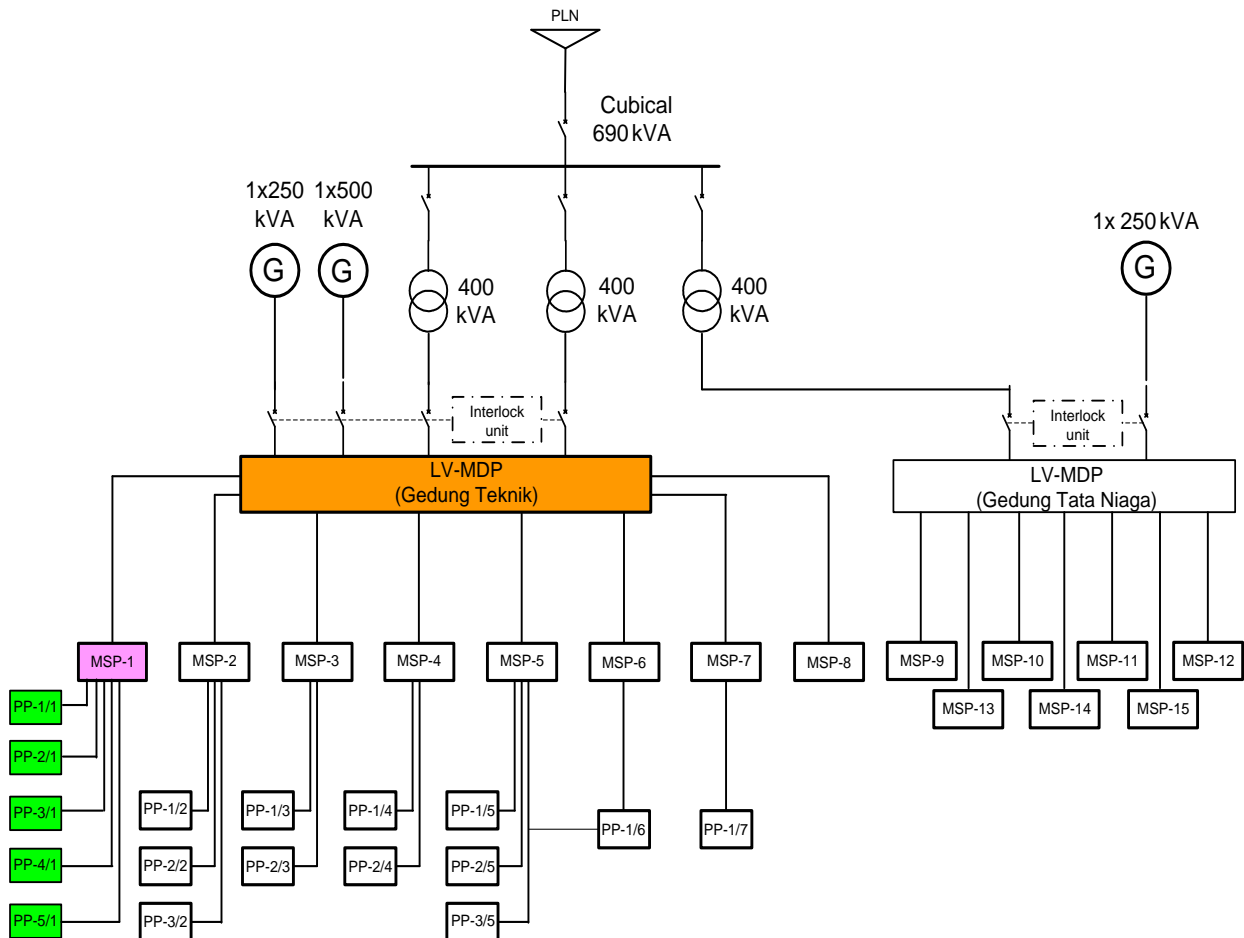 PLN
Cubical
690 kVA
1x250
kVA
1x500
kVA
1x 250 kVA
G
G
G
400
kVA
400
kVA
400
kVA
Interlock
unit
Interlock
unit
LV-MDP
(Gedung Teknik)
LV-MDP
(Gedung Tata Niaga)
MSP-1
MSP-2
MSP-3
MSP-4
MSP-5
MSP-6
MSP-7
MSP-8
MSP-9
MSP-10
MSP-11
MSP-12
MSP-13
MSP-14
MSP-15
PP-1/1
PP-2/1
PP-3/1
PP-4/1
PP-5/1
PP-1/2
PP-2/2
PP-3/2
PP-1/3
PP-2/3
PP-1/4
PP-2/4
PP-1/5
PP-2/5
PP-3/5
PP-1/6
PP-1/7